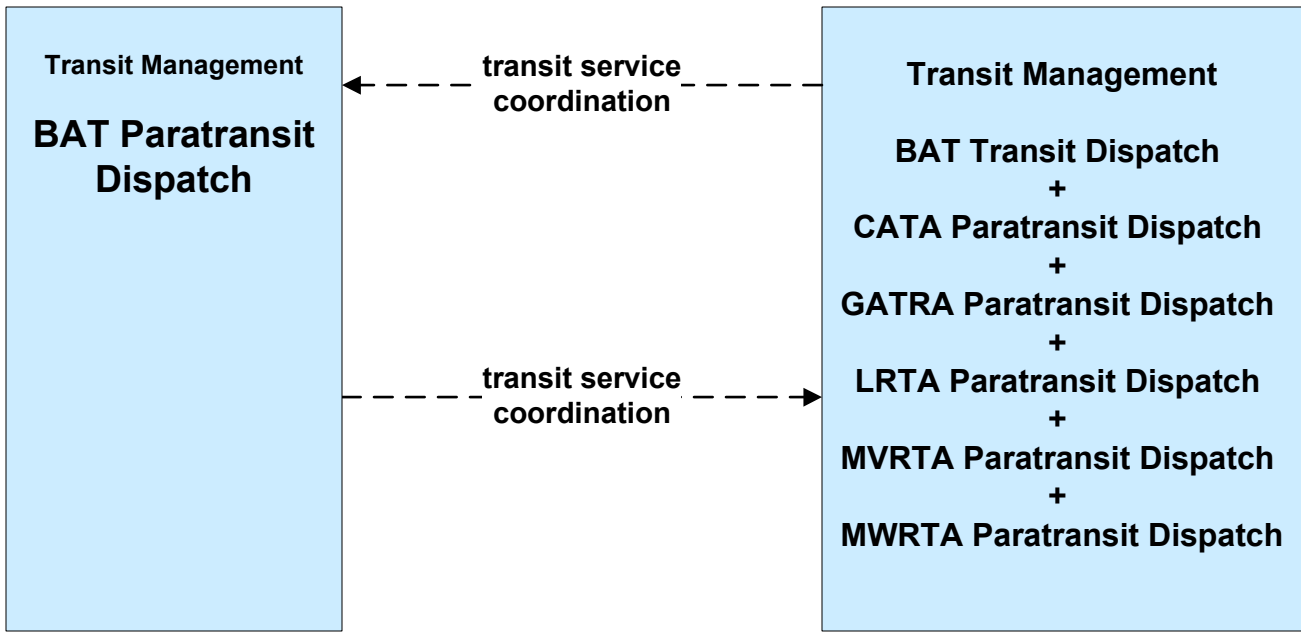 Transit Management
BAT Paratransit
Dispatch
transit service
coordination
transit service
coordination
Transit Management
BAT Transit Dispatch
+
CATA Paratransit Dispatch
+
GATRA Paratransit Dispatch
+
LRTA Paratransit Dispatch
+
MVRTA Paratransit Dispatch
+
MWRTA Paratransit Dispatch